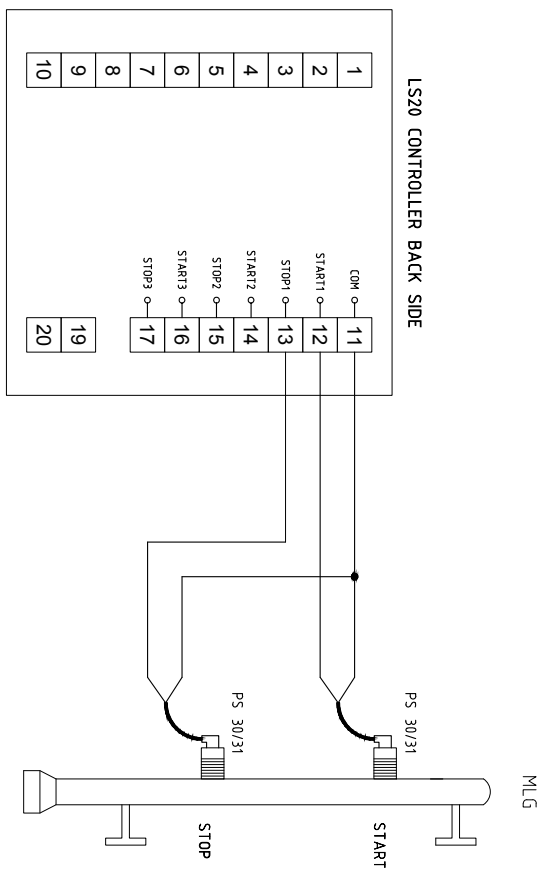 MLG
LS20 CONTROLLER BACK SIDE
PS 30/31
START
1 COM 11
2 START1 12
3 STOP1 13
4 START2 14
PS 30/31
5 STOP2 15
STOP
6 START3 16
7 STOP3 17
8
9 19
10 20